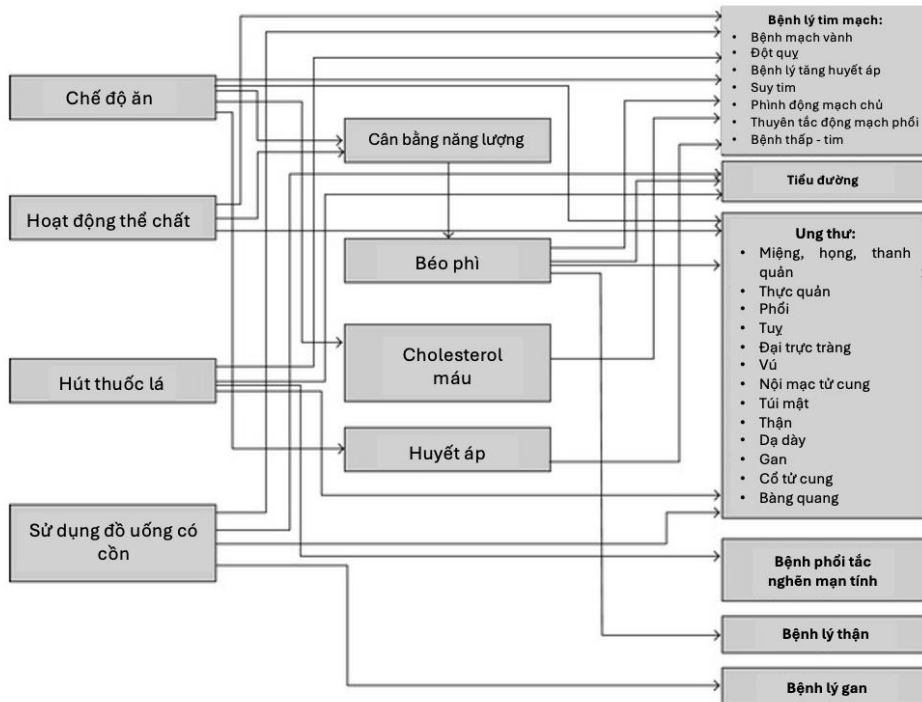 Chế độ ăn
Hoạt động thể chất
Hút thuốc lá
Sử dụng đồ uống có
cồn
Cân bằng năng lượng
Béo phì
Cholesterol
máu
Huyết áp
Bệnh lý tim mạch:
• Bệnh mạch vành
• Đột quỵ
• Bệnh lý tăng huyết áp
• Suy tim
• Phình động mạch chủ
• Thuyên tắc động mạch phổi
• Bệnh thấp - tim
Tiểu đường
Ung thư:
• Miệng, họng, thanh
quản
• Thực quản
• Phổi
• Tuỵ
• Đại trực tràng
• Vú
• Nội mạc tử cung
• Túi mật
• Thận
• Dạ dày
• Gan
• Cổ tử cung
• Bàng quang
Bệnh phổi tắc
nghẽn mạn tính
Bệnh lý thận
Bệnh lý gan